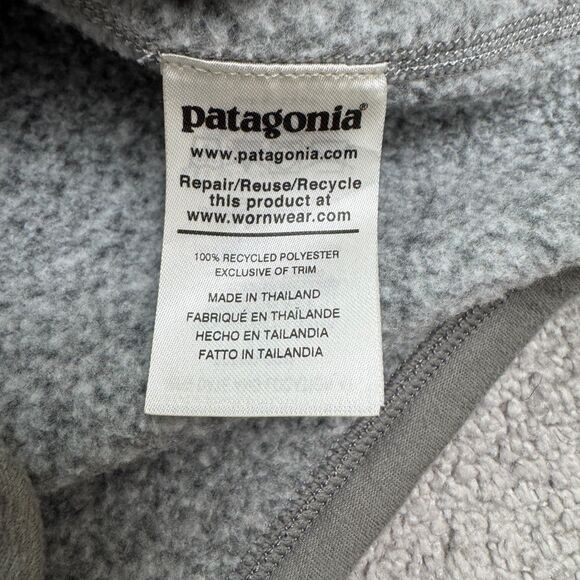 patagonia®
www.patagonia.com
Repair/Reuse/Recycle
this product at
www.wornwear.com
100% RECYCLED POLYESTER
EXCLUSIVE OF TRIM
MADE IN THAILAND
FABRIQUÉ EN THAÏLANDE
HECHO EN TAILANDIA
FATTO IN TAILANDIA